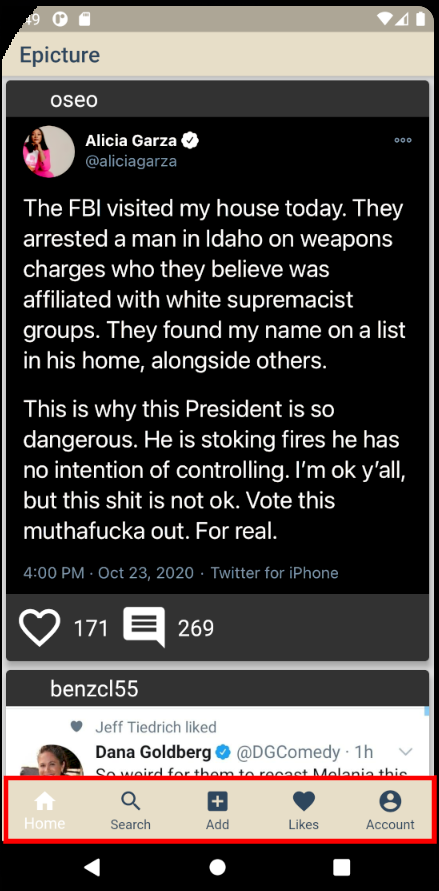 49
Epicture
oseo
Alicia Garza
@aliciagarza
The FBI visited my house today. They
arrested a man in Idaho on weapons
charges who they believe was
affiliated with white supremacist
groups. They found my name on a list
in his home, alongside others.
This is why this President is so
dangerous. He is stoking fires he has
no intention of controlling. I'm ok y'all,
but this shit is not ok. Vote this
muthafucka out. For real.
4:00 PM · Oct 23, 2020 · Twitter for iPhone
171 269
benzcl55
Jeff Tiedrich liked
Dana Goldberg @DGComedy · 1h
So weird for them to recast Melania this
Home Search Add Likes Account